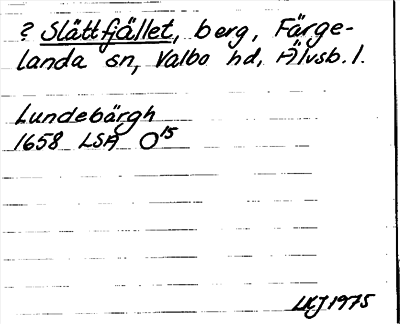 ? Slättfjället, berg, Färge-
landa sn, Valbo hd, Älvsb. l.
Lundebärgh
1658 LSA O15
LKJ 1975